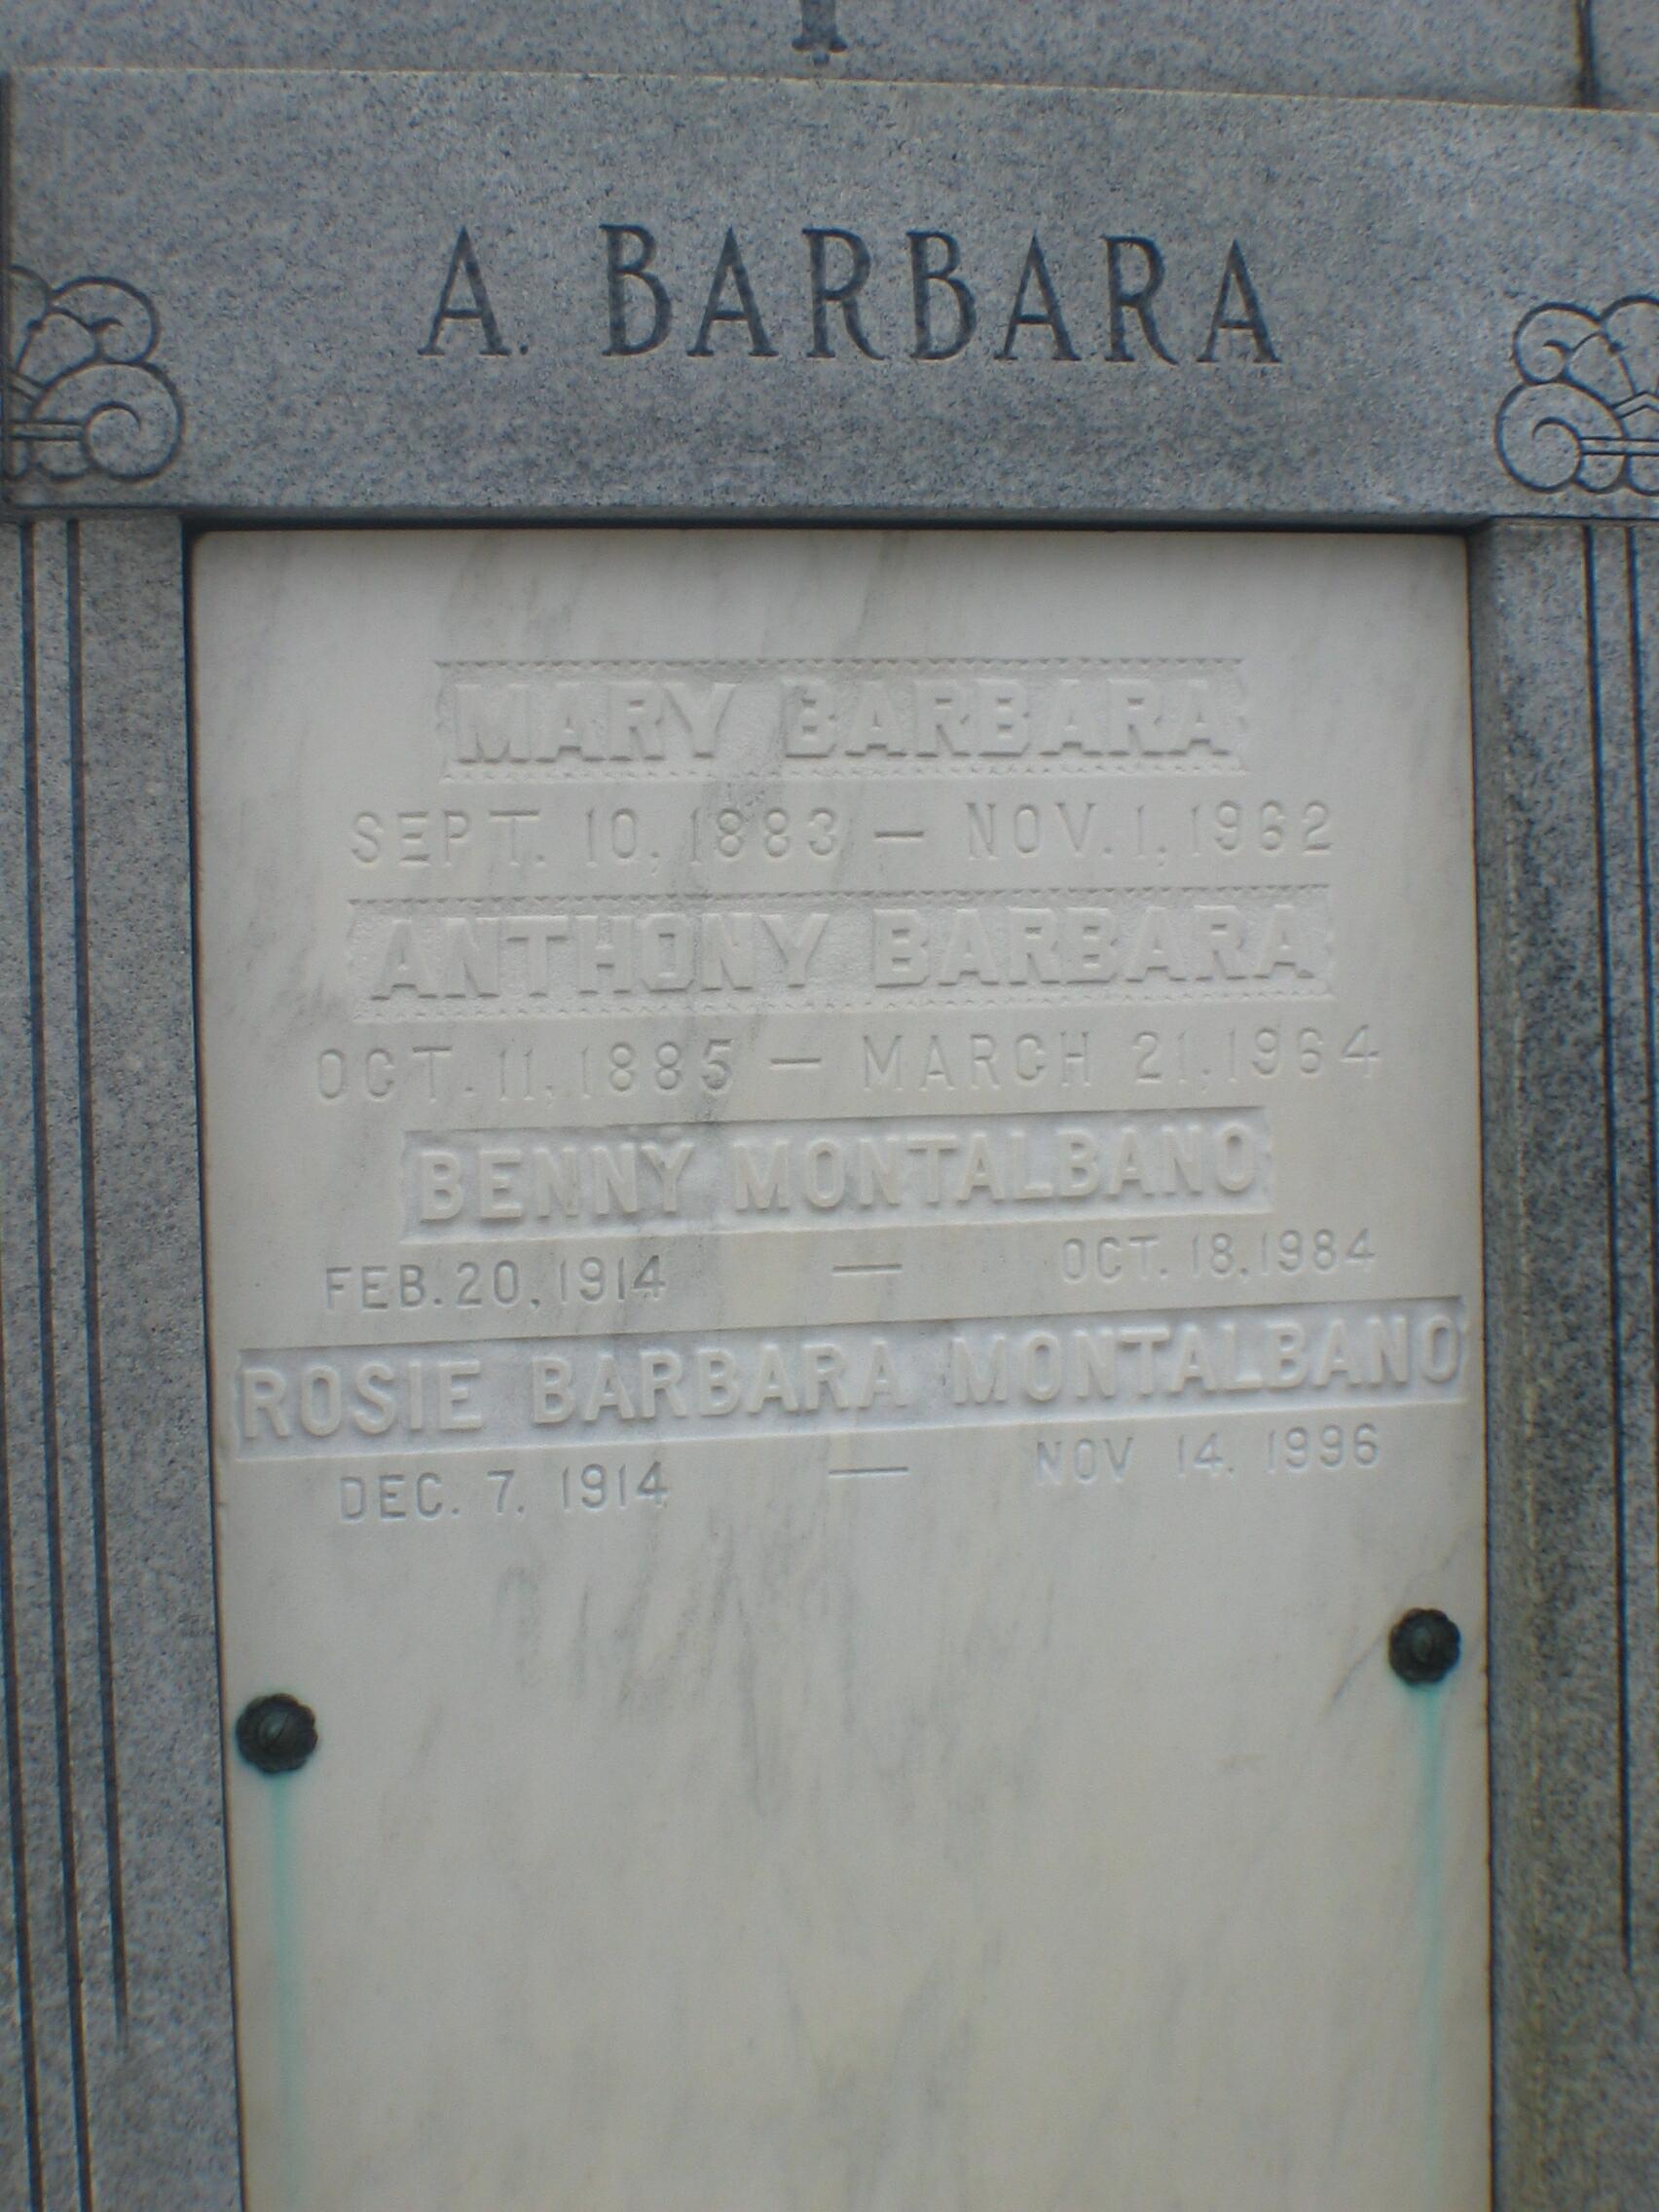 A. BARBARA
MARY BARBARA
SEPT. 10, 1883 — NOV. 1, 1962
ANTHONY BARBARA
OCT. 11, 1885 — MARCH 21, 1964
BENNY MONTALBANO
FEB. 20, 1914 — OCT. 18, 1984
ROSIE BARBARA MONTALBANO
DEC. 7, 1914 — NOV 14, 1996